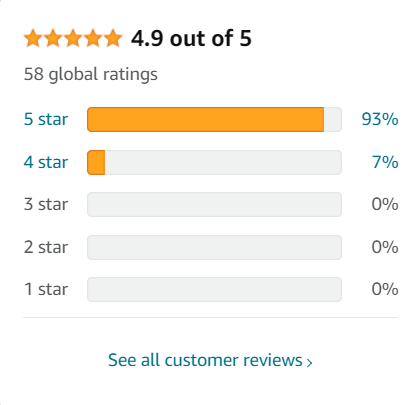 4.9 out of 5
58 global ratings
5 star 93%
4 star 7%
3 star 0%
2 star 0%
1 star 0%
See all customer reviews ›